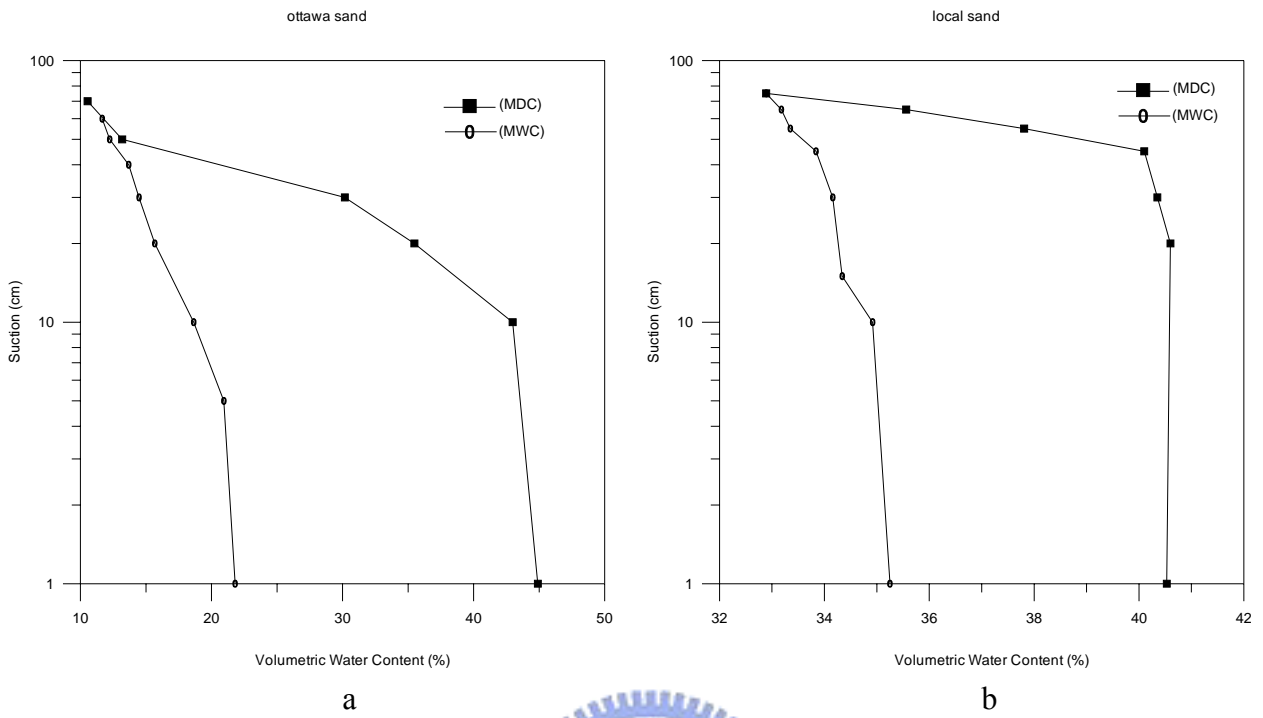 ottawa sand
100
10
1
Suction (cm)
(MDC)
(MWC)
10 20 30 40 50
Volumetric Water Content (%)
a
local sand
100
10
1
Suction (cm)
(MDC)
(MWC)
32 34 36 38 40 42
Volumetric Water Content (%)
b